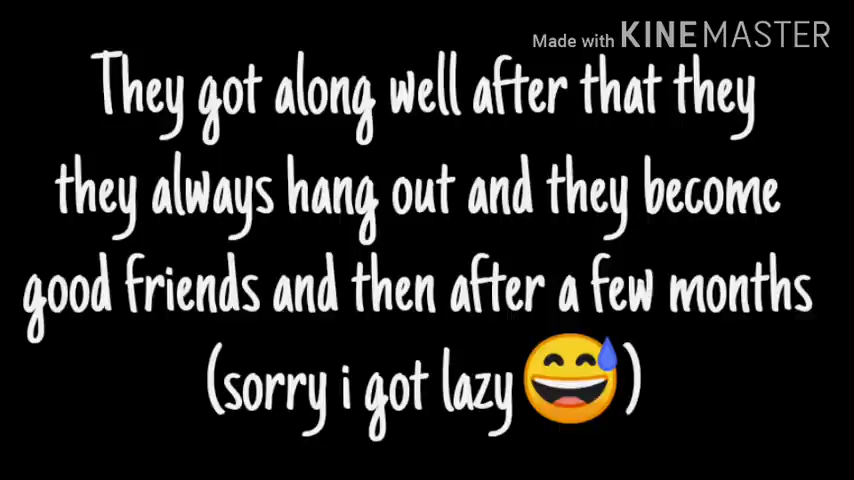 Made with KINEMASTER
They got along well after that they
they always hang out and they become
good friends and then after a few months
(sorry i got lazy😅)